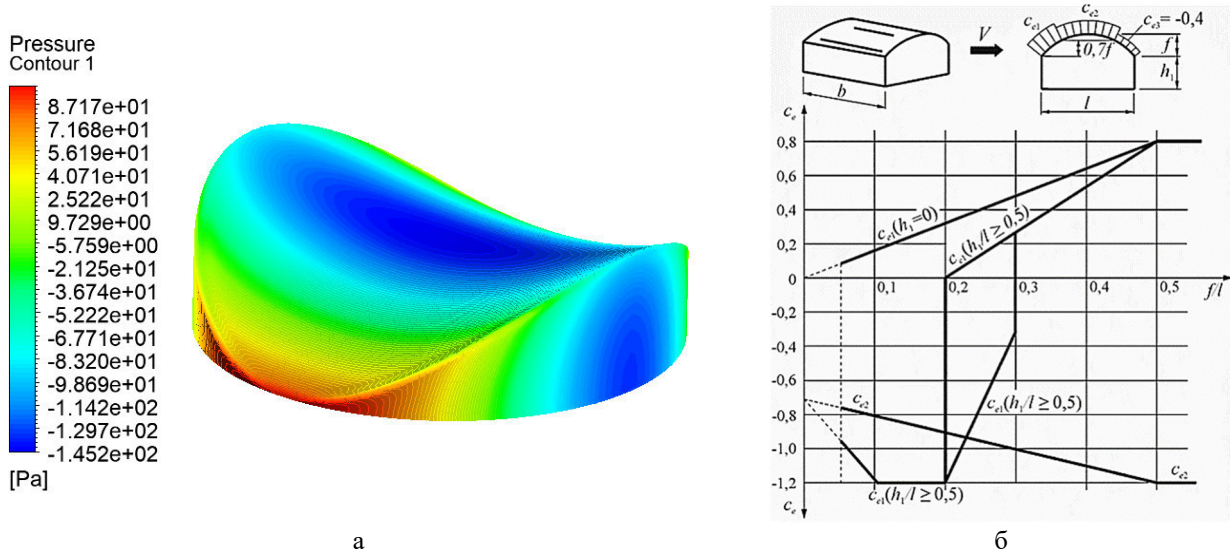 Pressure
Contour 1
8.717e+01
7.168e+01
5.619e+01
4.071e+01
2.522e+01
9.729e+00
-5.759e+00
-2.125e+01
-3.674e+01
-5.222e+01
-6.771e+01
-8.320e+01
-9.869e+01
-1.142e+02
-1.297e+02
-1.452e+02
[Pa]
а
b
V
c_e1
c_e2
c_e3= -0,4
0,7f
f
h_1
l
c_e
0,8
0,6
0,4
0,2
0
-0,2
-0,4
-0,6
-0,8
-1,0
-1,2
c_e
0,1
0,2
0,3
0,4
0,5
f/l
c_e1(h_1=0)
c_e1(h_1/l ≥ 0,5)
c_e1(h_1/l ≥ 0,5)
c_e2
c_e2
c_e1(h_1/l ≥ 0,5)
б